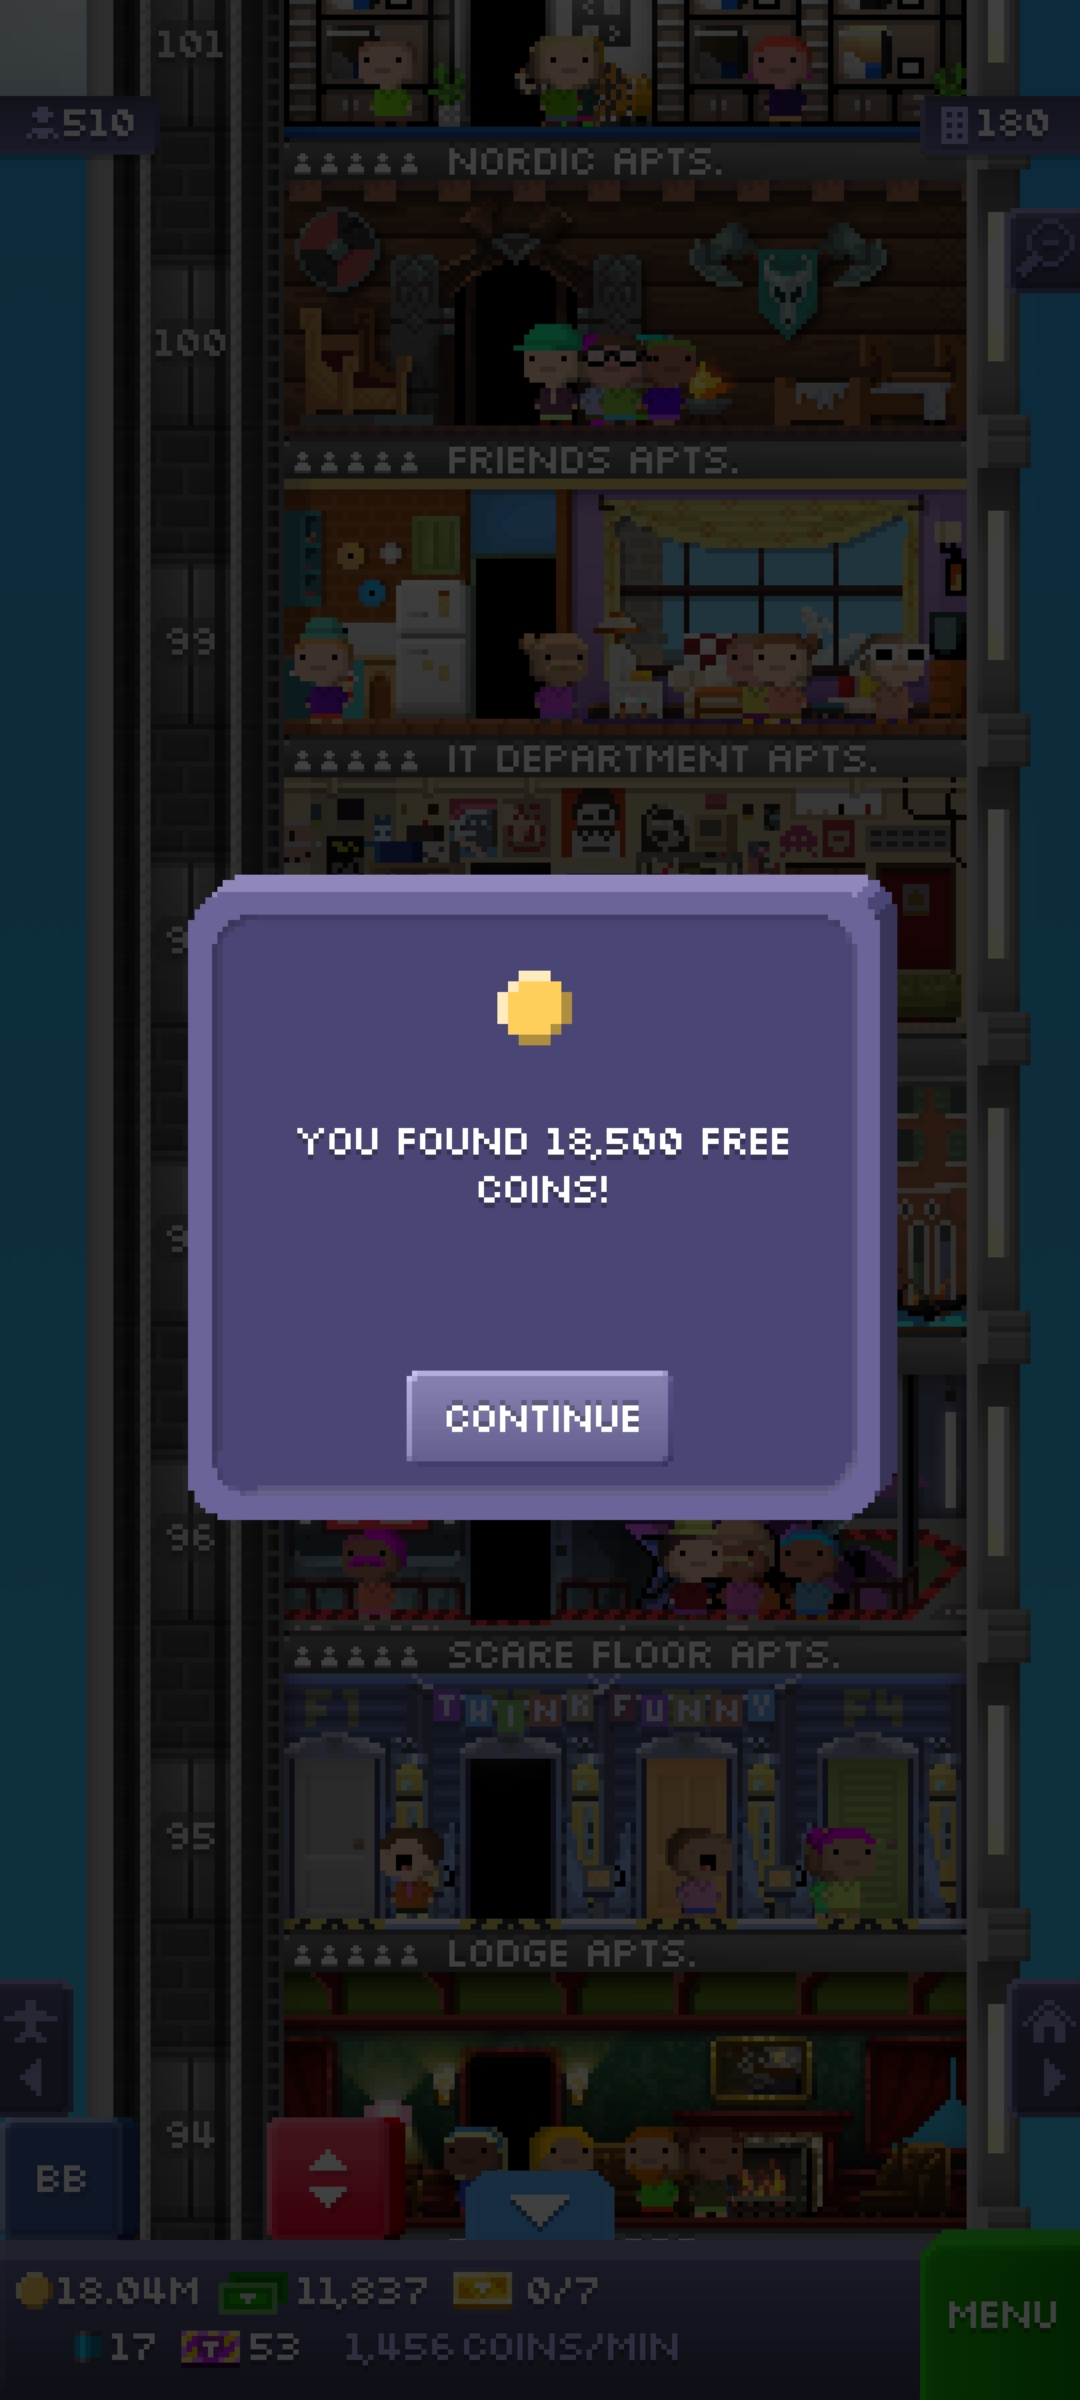 101
510
180
NORDIC APTS.
100
FRIENDS APTS.
99
IT DEPARTMENT APTS.
YOU FOUND 18,500 FREE
COINS!
CONTINUE
96
SCARE FLOOR APTS.
F1 THINK FUNNY F4
95
LODGE APTS.
94
BB
18.04M 11,837 0/7
MENU
17 53 1,456 COINS/MIN